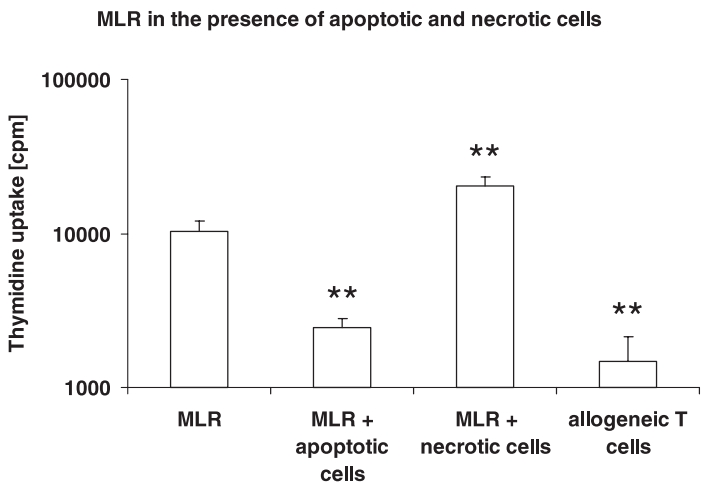 MLR in the presence of apoptotic and necrotic cells
100000
10000
1000
Thymidine uptake [cpm]
**
**
**
MLR
MLR +
apoptotic
cells
MLR +
necrotic cells
allogeneic T
cells